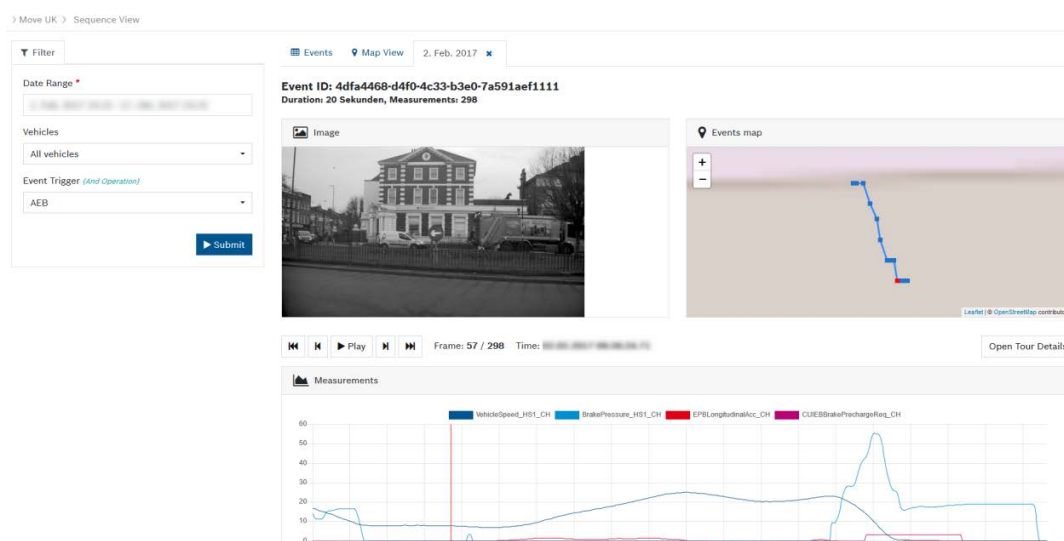 > Move UK > Sequence View
Filter
Date Range *
Vehicles
All vehicles
Event Trigger (And Operation)
AEB
Submit
Events Map View 2. Feb. 2017 ×
Event ID: 4dfa4468-d4f0-4c33-b3e0-7a591aef1111
Duration: 20 Sekunden, Measurements: 298
Image
Events map
+
−
Leaflet | © OpenStreetMap contributo
Play Frame: 57 / 298 Time:
Open Tour Details
Measurements
VehicleSpeed_HS1_CH BrakePressure_HS1_CH EPBLongitudinalAcc_CH CUIEBBrakePrechargeReq_CH
60
50
40
30
20
10
0